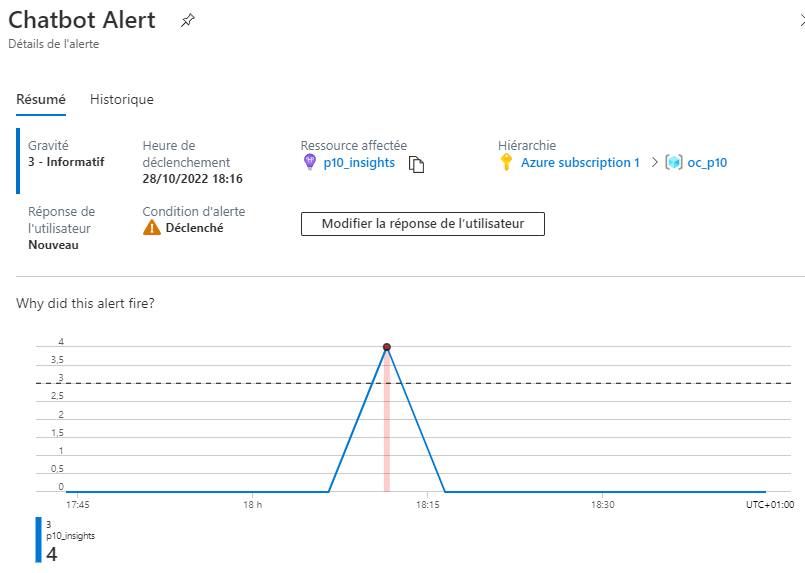 Chatbot Alert
Détails de l'alerte
Résumé
Historique
Gravité
3 - Informatif
Heure de
déclenchement
28/10/2022 18:16
Ressource affectée
p10_insights
Hiérarchie
Azure subscription 1
oc_p10
Réponse de
l'utilisateur
Nouveau
Condition d'alerte
Déclenché
Modifier la réponse de l'utilisateur
Why did this alert fire?
4
3,5
3
2,5
2
1,5
1
0,5
0
17:45
18 h
18:15
18:30
UTC+01:00
3
p10_insights
4